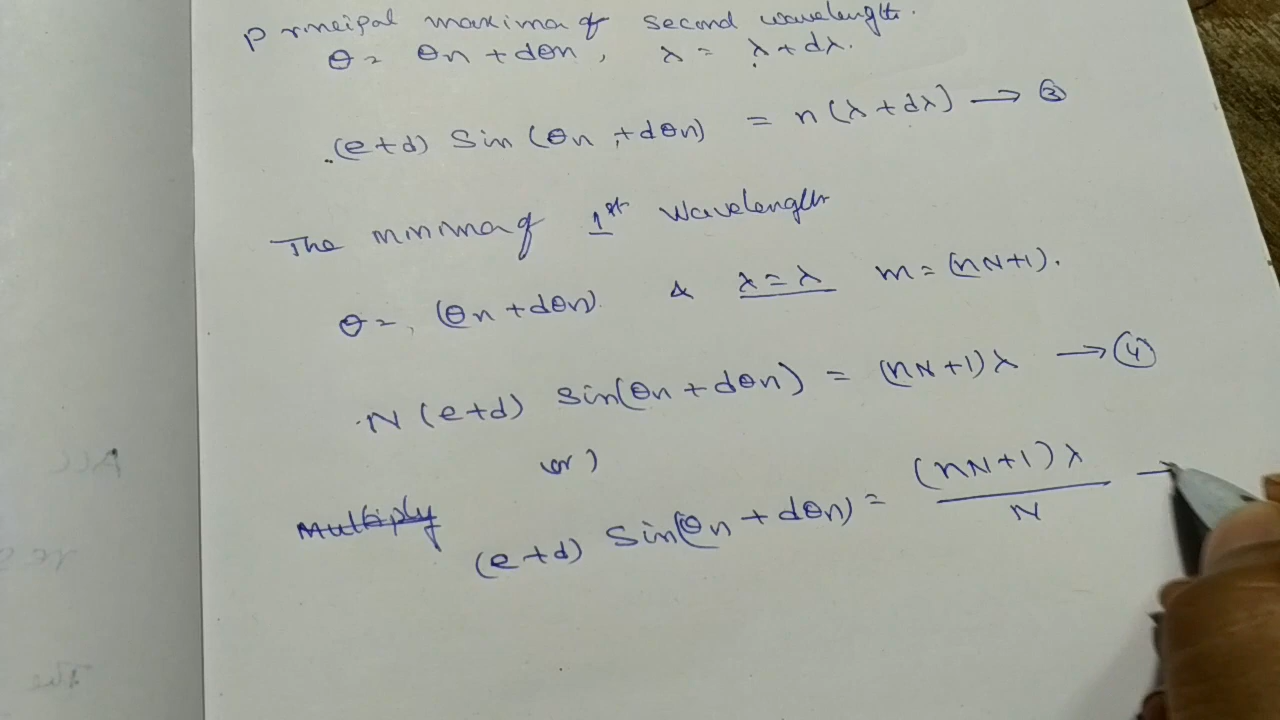 Principal maxima of second wavelength.
θ = θn + dθn, λ = λ + dλ.
(e+d) Sin (θn + dθn) = n(λ + dλ) → ③
The minima of 1st wavelength
θ = (θn + dθn) & λ = λ m = (nN+1).
N (e+d) sin(θn + dθn) = (nN+1)λ → ④
or)
Multiply (e+d) Sin(θn + dθn) = (nN+1)λ / N →